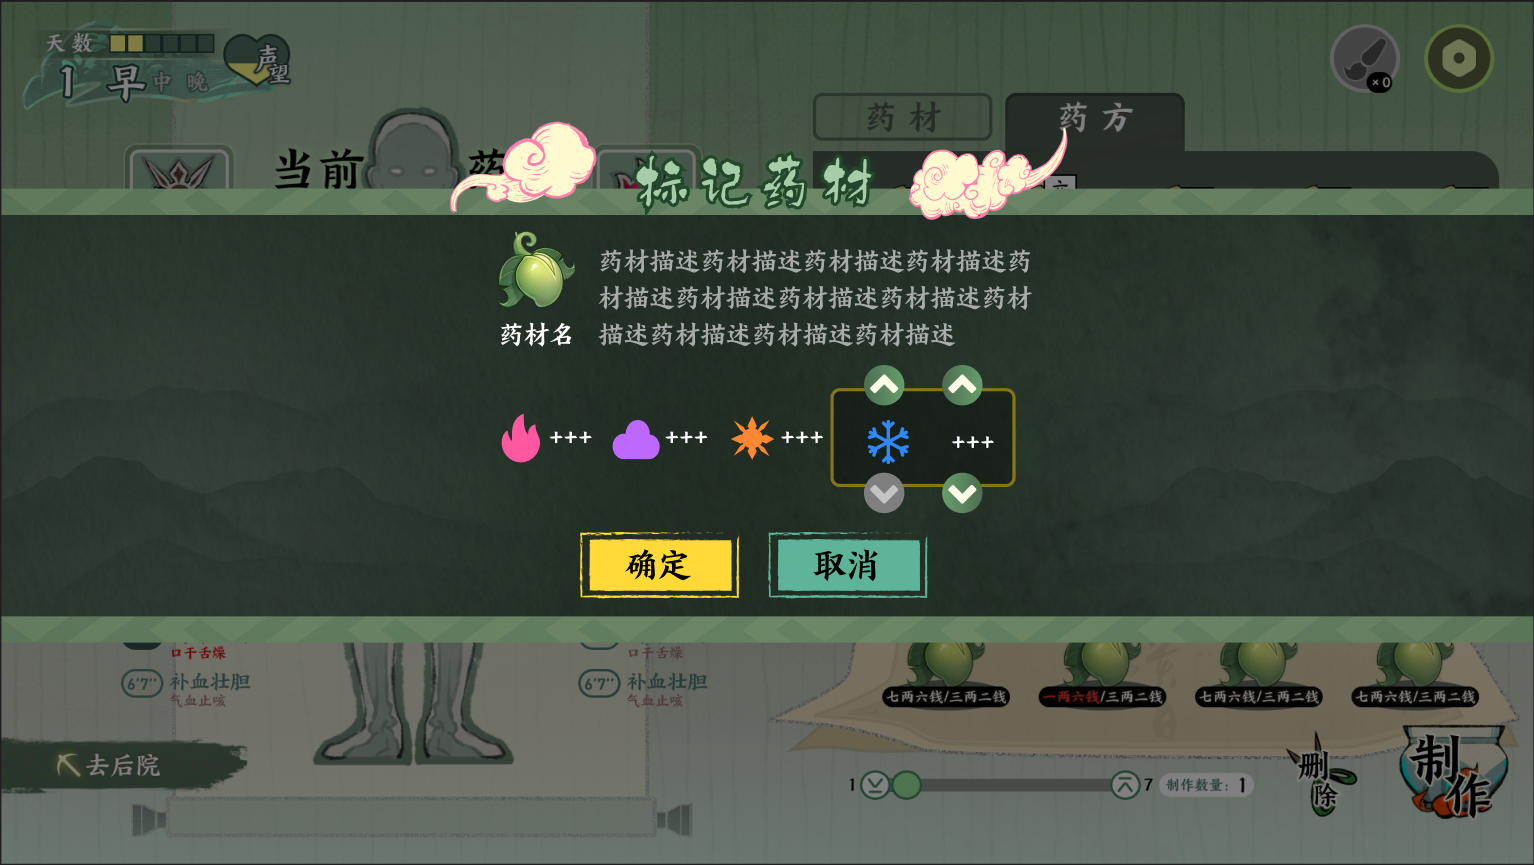 天数
1 早 中 晚
声望
×0
药材
药方
当前
药
标记药材
药材描述药材描述药材描述药材描述药
材描述药材描述药材描述药材描述药材
描述药材描述药材描述药材描述
药材名
+++
+++
+++
+++
确定
取消
口干舌燥
6'7'' 补血壮胆
气血止咳
口干舌燥
6'7'' 补血壮胆
气血止咳
七两六钱/三两二钱
一两六钱/三两二钱
七两六钱/三两二钱
七两六钱/三两二钱
去后院
1
7
制作数量: 1
删除
制作